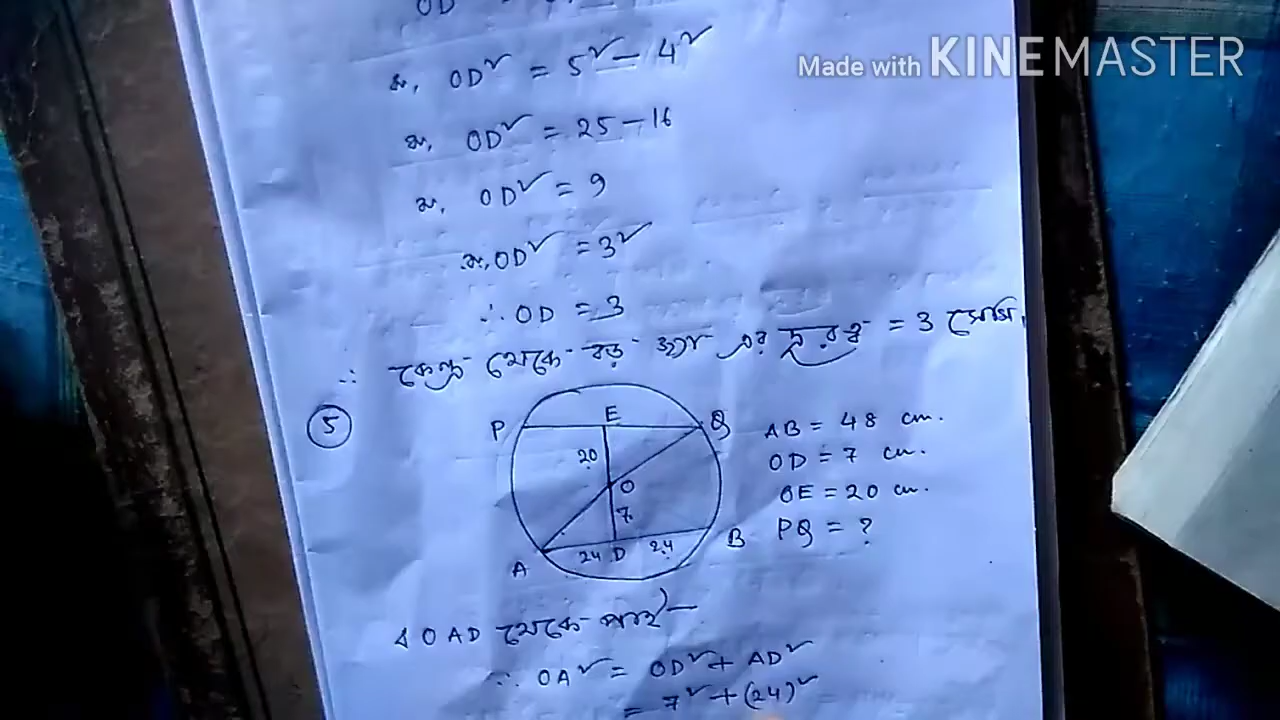 Made with KINEMASTER
OD
বা, OD² = 5² - 4²
বা, OD² = 25 - 16
বা, OD² = 9
বা, OD² = 3²
∴ OD = 3
∴ কেন্দ্র থেকে বড় জ্যা এর দূরত্ব = 3 সেমি.
5
P E Q
20
O
7
A 24 D 24 B
AB = 48 cm.
OD = 7 cm.
OE = 20 cm.
PQ = ?
Δ OAD থেকে পাই -
∴ OA² = OD² + AD²
= 7² + (24)²